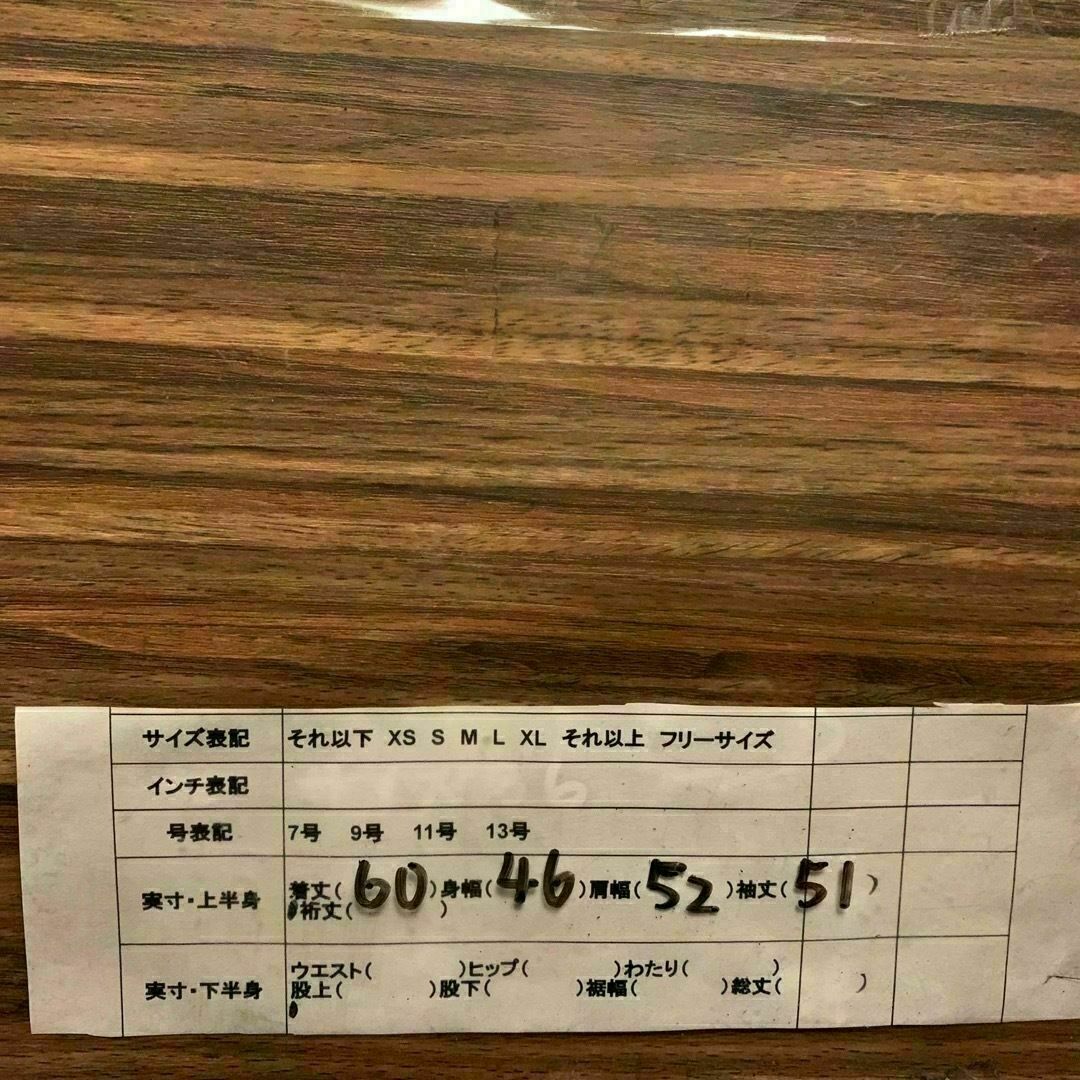 サイズ表記 それ以下 XS S M L XL それ以上 フリーサイズ
インチ表記
号表記 7号 9号 11号 13号
実寸・上半身 着丈(60)身幅(46)肩幅(52)袖丈(51)
裄丈( )
実寸・下半身 ウエスト( )ヒップ( )わたり( )
股上( )股下( )裾幅( )総丈( )